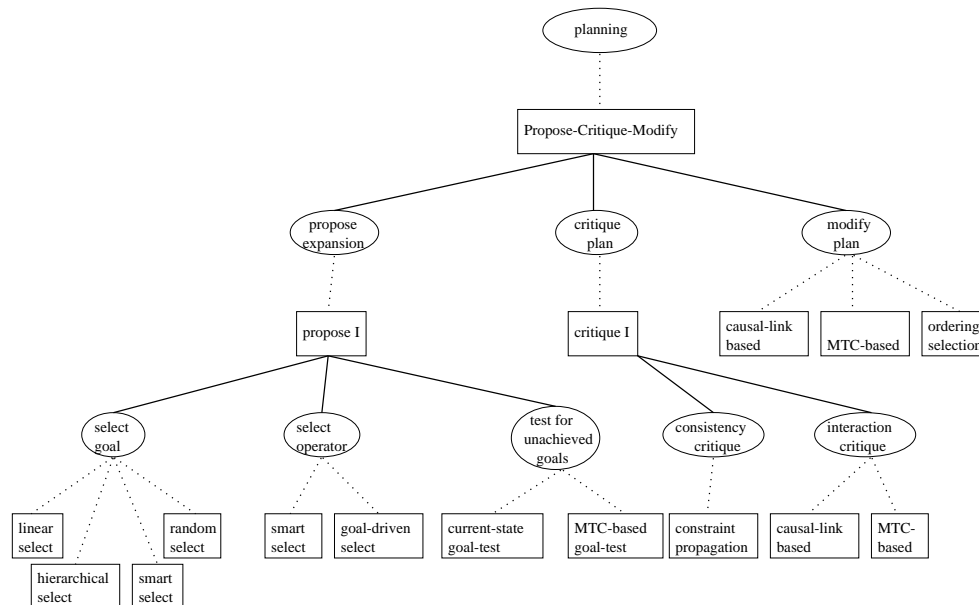 planning
Propose-Critique-Modify
propose
expansion
critique
plan
modify
plan
propose I
critique I
causal-link
based
MTC-based
ordering
selection
select
goal
select
operator
test for
unachieved
goals
consistency
critique
interaction
critique
linear
select
hierarchical
select
smart
select
random
select
smart
select
goal-driven
select
current-state
goal-test
MTC-based
goal-test
constraint
propagation
causal-link
based
MTC-
based